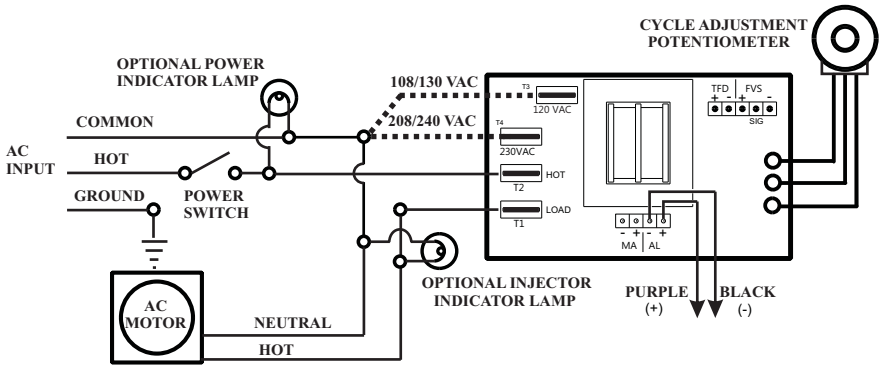 CYCLE ADJUSTMENT
POTENTIOMETER
OPTIONAL POWER
INDICATOR LAMP
108/130 VAC
T3
120 VAC
TFD FVS
+ - + -
SIG
COMMON
208/240 VAC
T4
230VAC
AC
INPUT
HOT
POWER
SWITCH
T2
HOT
GROUND
T1
LOAD
- + - +
MA AL
OPTIONAL INJECTOR
INDICATOR LAMP
PURPLE
(+)
BLACK
(-)
AC
MOTOR
NEUTRAL
HOT